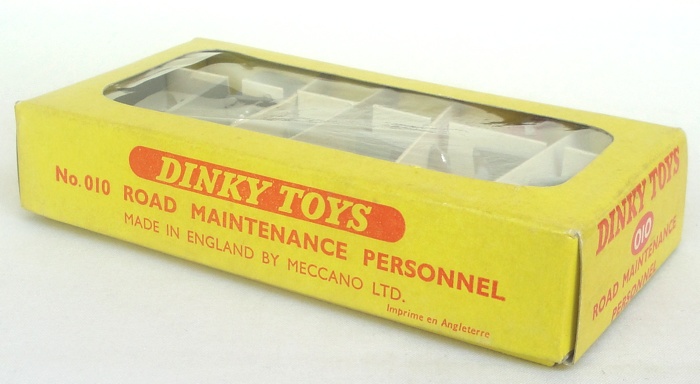 DINKY TOYS
No. 010 ROAD MAINTENANCE PERSONNEL
MADE IN ENGLAND BY MECCANO LTD.
Imprimé en Angleterre
DINKY TOYS
010
ROAD MAINTENANCE
PERSONNEL